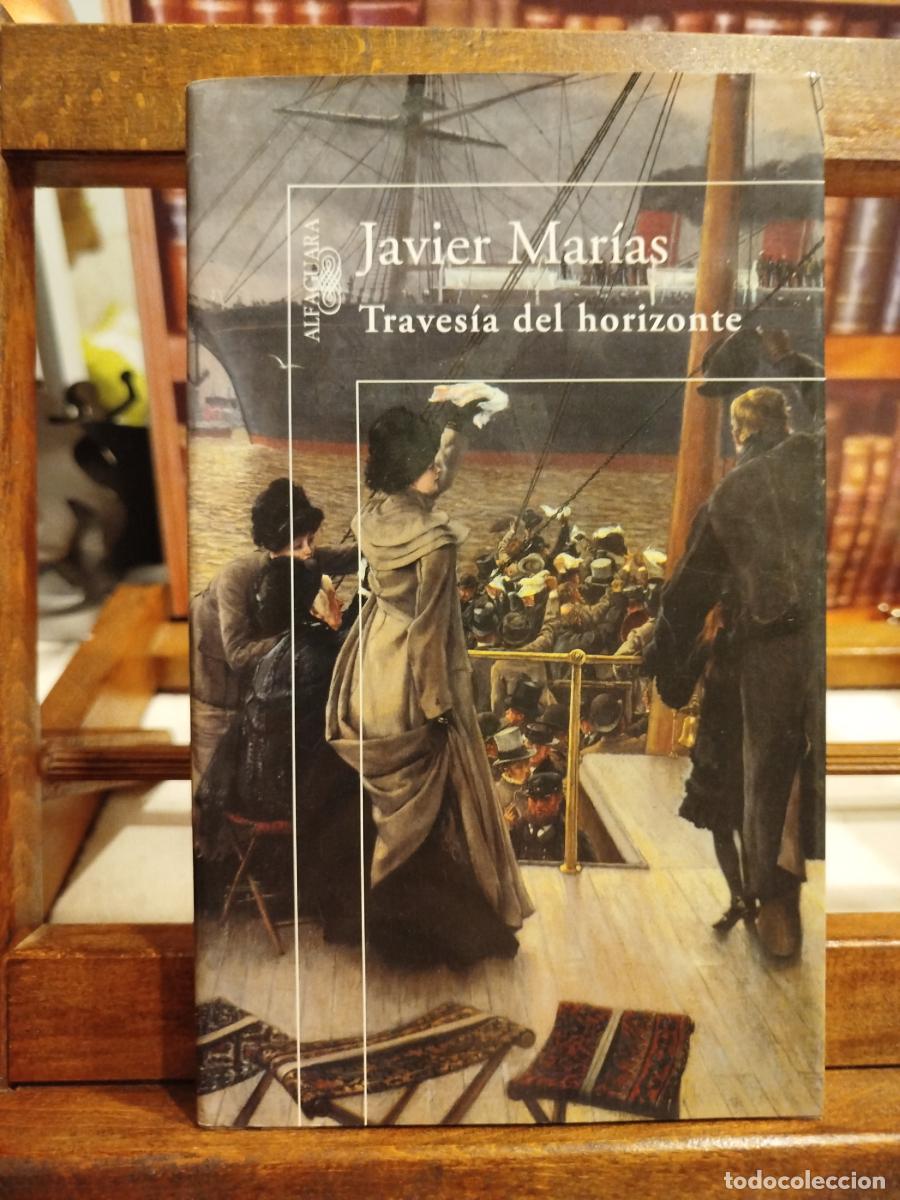 ALFAGUARA
Javier Marías
Travesía del horizonte
todocoleccion